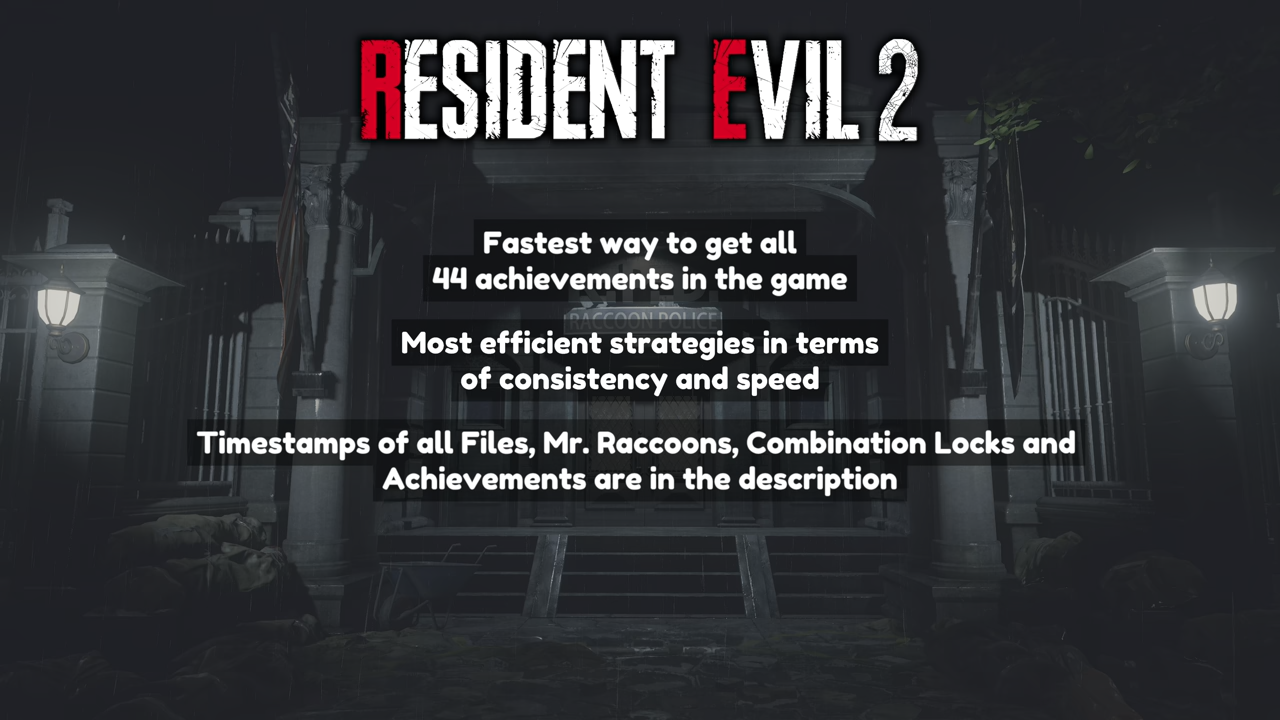 RESIDENT EVIL 2
Fastest way to get all
44 achievements in the game
RACCOON POLICE
Most efficient strategies in terms
of consistency and speed
Timestamps of all Files, Mr. Raccoons, Combination Locks and
Achievements are in the description